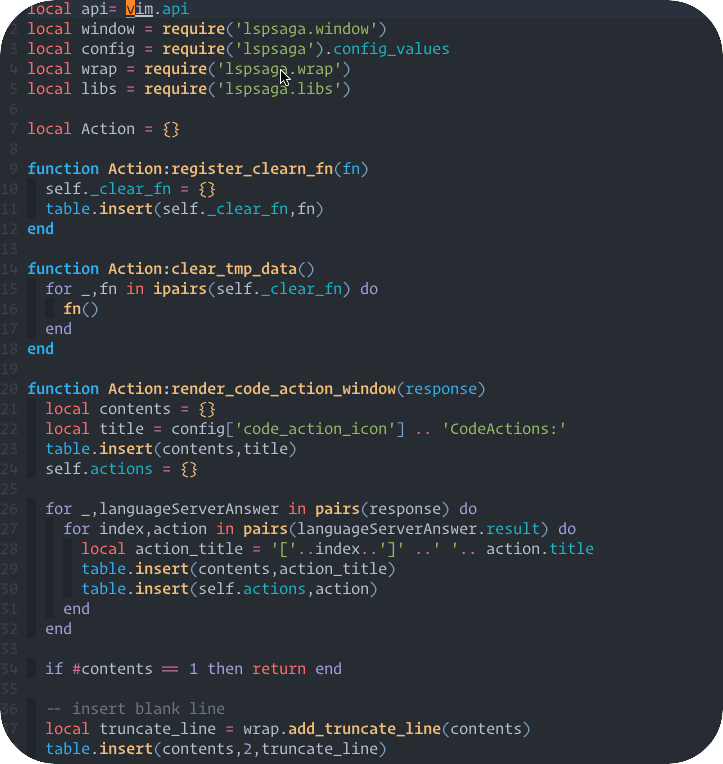 local api= vim.api
2 local window = require('lspsaga.window')
3 local config = require('lspsaga').config_values
4 local wrap = require('lspsaga.wrap')
5 local libs = require('lspsaga.libs')
6
7 local Action = {}
8
9 function Action:register_clearn_fn(fn)
10 self._clear_fn = {}
11 table.insert(self._clear_fn,fn)
12 end
13
14 function Action:clear_tmp_data()
15 for _,fn in ipairs(self._clear_fn) do
16 fn()
17 end
18 end
19
20 function Action:render_code_action_window(response)
21 local contents = {}
22 local title = config['code_action_icon'] .. 'CodeActions:'
23 table.insert(contents,title)
24 self.actions = {}
25
26 for _,languageServerAnswer in pairs(response) do
27 for index,action in pairs(languageServerAnswer.result) do
28 local action_title = '['..index..']' ..' '.. action.title
29 table.insert(contents,action_title)
30 table.insert(self.actions,action)
31 end
32 end
33
34 if #contents == 1 then return end
35
36 -- insert blank line
37 local truncate_line = wrap.add_truncate_line(contents)
table.insert(contents,2,truncate_line)